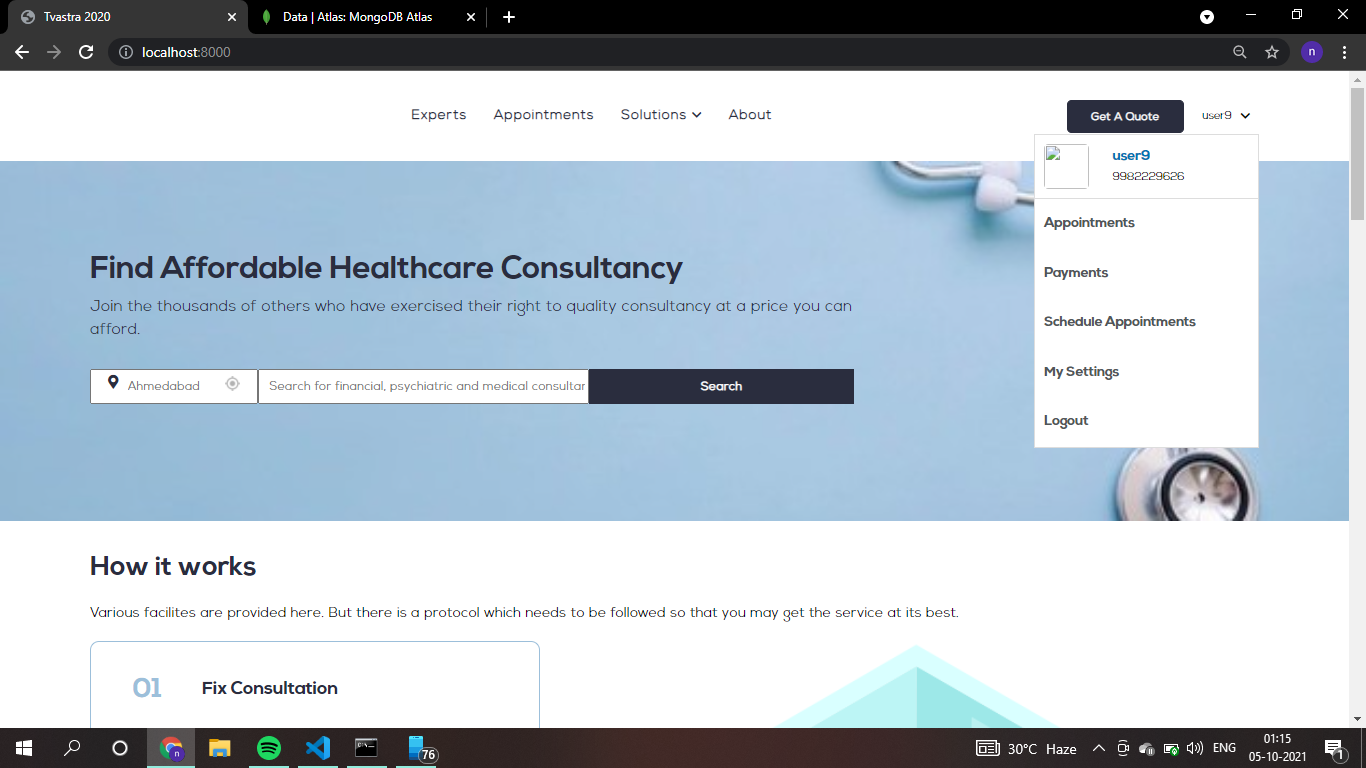 Tvastra 2020
Data | Atlas: MongoDB Atlas
localhost:8000
n
Experts Appointments Solutions About
Get A Quote
user9
user9
9982229626
Appointments
Payments
Schedule Appointments
My Settings
Logout
Find Affordable Healthcare Consultancy
Join the thousands of others who have exercised their right to quality consultancy at a price you can
afford.
Ahmedabad
Search for financial, psychiatric and medical consultan
Search
How it works
Various facilites are provided here. But there is a protocol which needs to be followed so that you may get the service at its best.
01 Fix Consultation
n
76
30°C Haze
ENG
01:15
05-10-2021
1